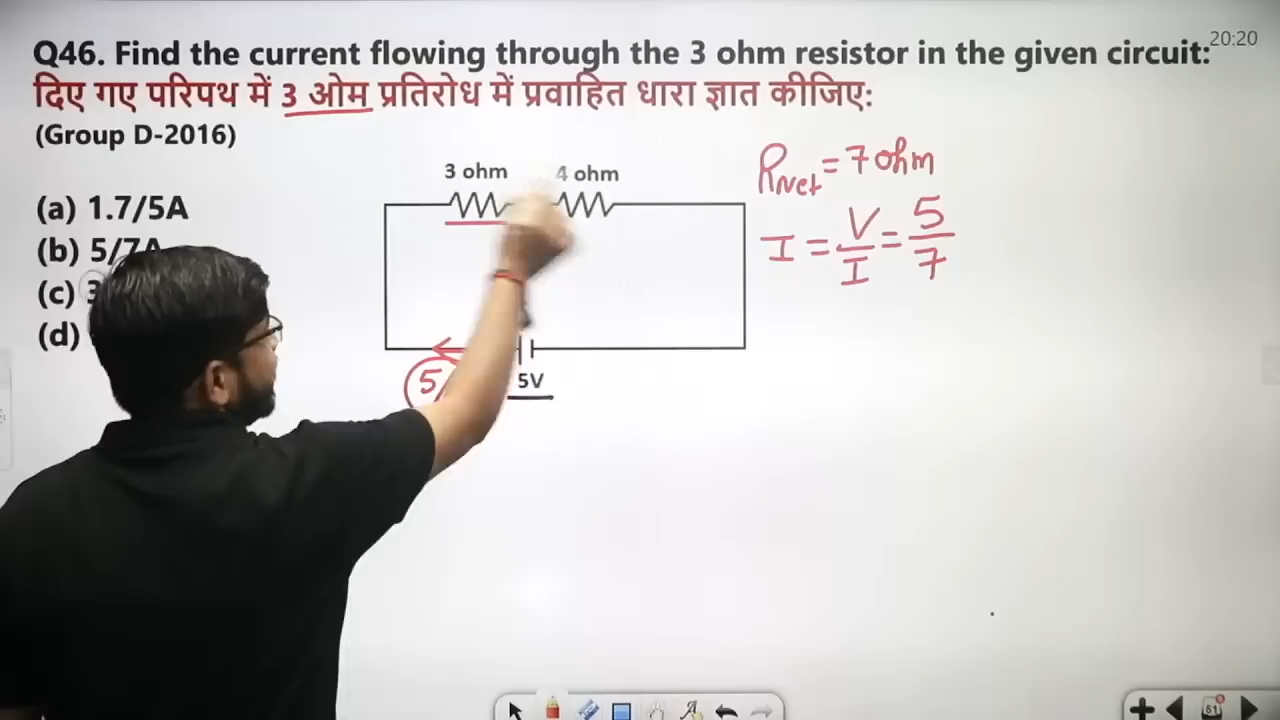 20:20
Q46. Find the current flowing through the 3 ohm resistor in the given circuit:
दिए गए परिपथ में 3 ओम प्रतिरोध में प्रवाहित धारा ज्ञात कीजिए:
(Group D-2016)
(a) 1.7/5A
(b) 5/7A
(c) 3
(d)
3 ohm
4 ohm
5V
5
RNet = 7 ohm
I = V/I = 5/7